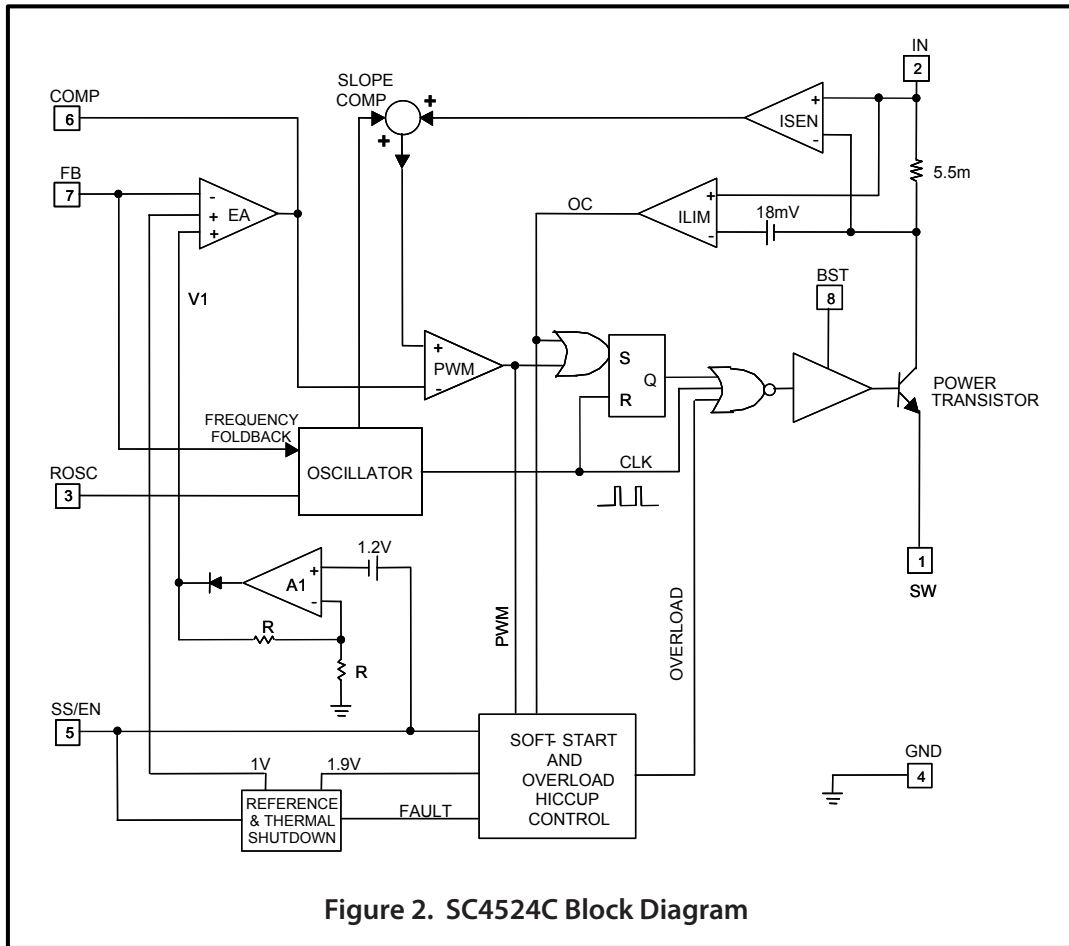 IN
2
SLOPE
COMP
+
+
COMP
6
+
ISEN
-
FB
7
5.5m
-
+
EA
+
OC
+
ILIM
-
18mV
BST
8
V1
+
PWM
-
S
Q
R
POWER
TRANSISTOR
FREQUENCY
FOLDBACK
OSCILLATOR
CLK
ROSC
3
1.2V
+
A1
-
1
SW
R
R
PWM
OVERLOAD
SS/EN
5
SOFT- START
AND
OVERLOAD
HICCUP
CONTROL
1V
1.9V
GND
4
REFERENCE
& THERMAL
SHUTDOWN
FAULT
Figure 2. SC4524C Block Diagram